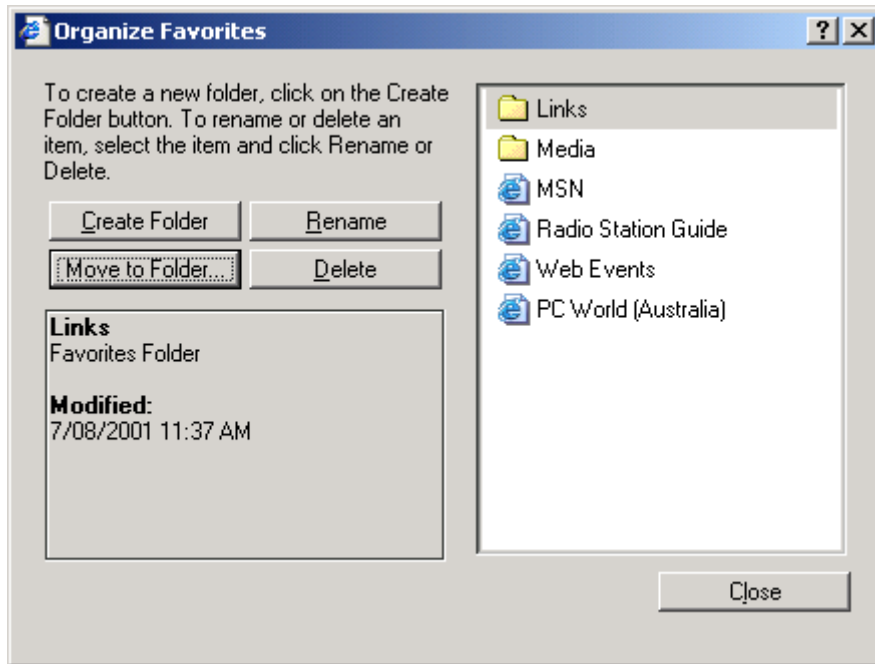 Organize Favorites
To create a new folder, click on the Create
Folder button. To rename or delete an
item, select the item and click Rename or
Delete.
Create Folder
Rename
Move to Folder...
Delete
Links
Favorites Folder
Modified:
7/08/2001 11:37 AM
Links
Media
MSN
Radio Station Guide
Web Events
PC World (Australia)
Close